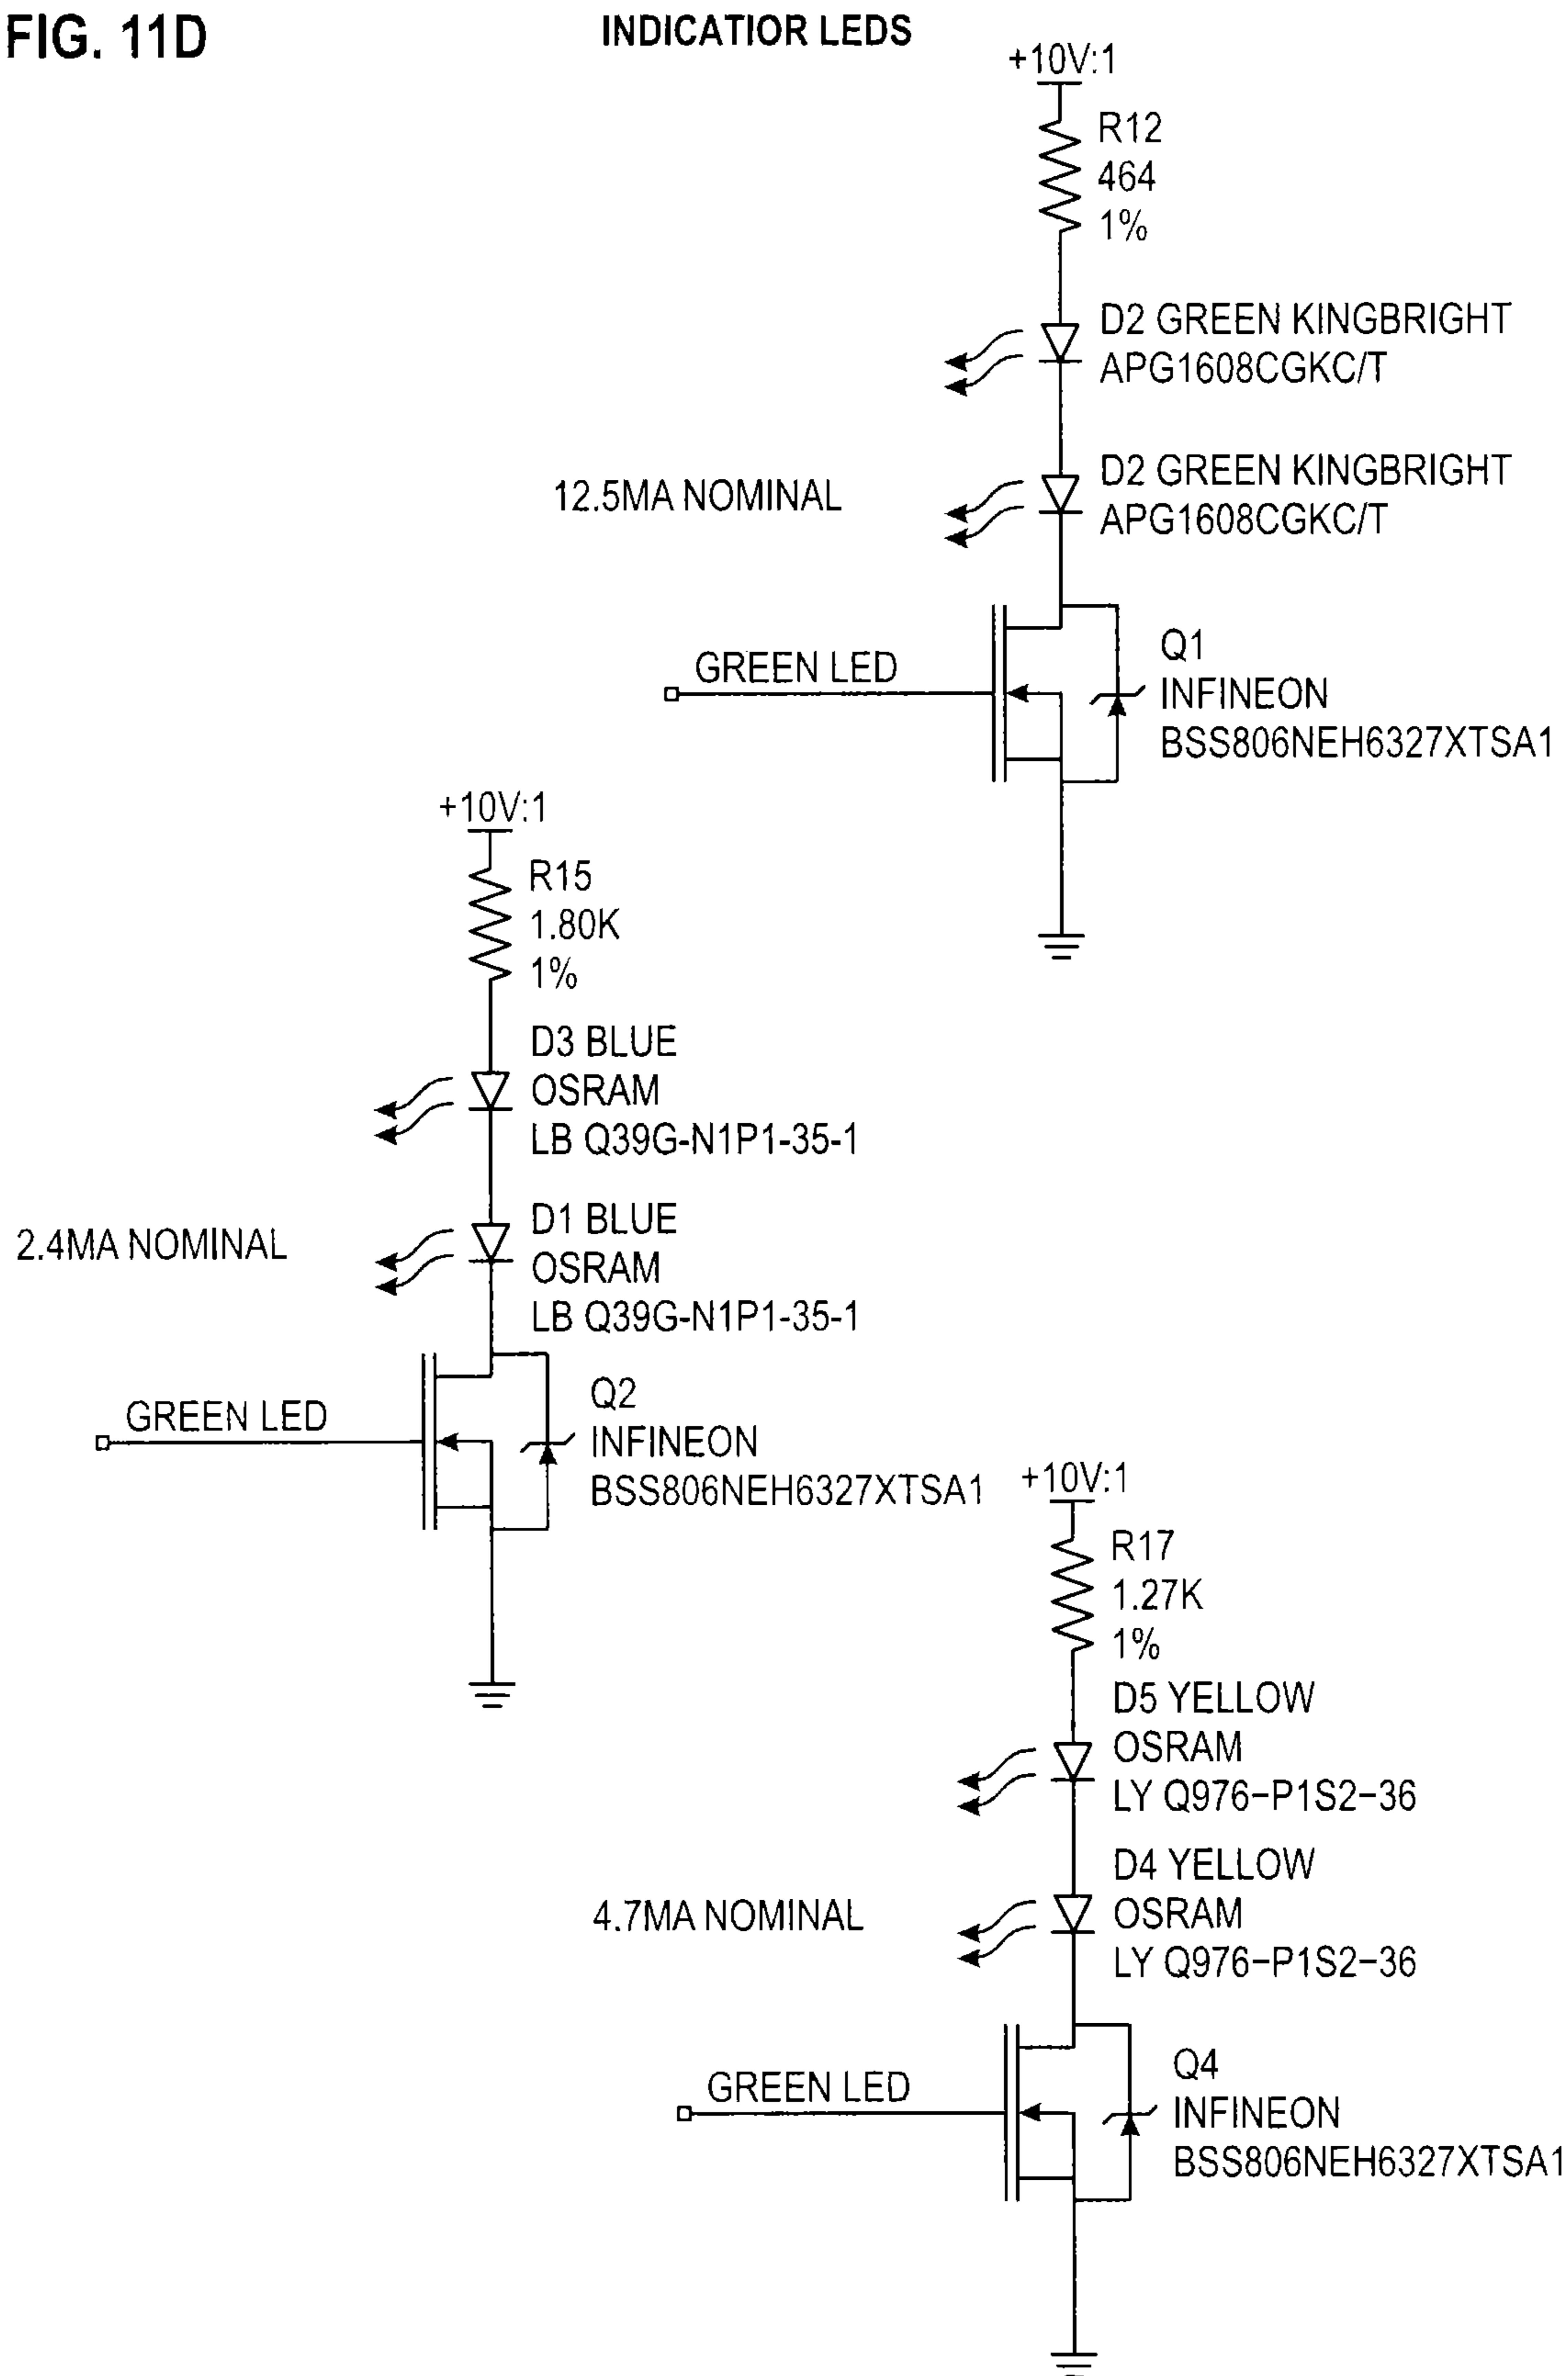 FIG. 11D
INDICATIOR LEDS
+10V:1
R12
464
1%
D2 GREEN KINGBRIGHT
APG1608CGKC/T
D2 GREEN KINGBRIGHT
APG1608CGKC/T
12.5MA NOMINAL
GREEN LED
Q1
INFINEON
BSS806NEH6327XTSA1
+10V:1
R15
1.80K
1%
D3 BLUE
OSRAM
LB Q39G-N1P1-35-1
D1 BLUE
OSRAM
LB Q39G-N1P1-35-1
2.4MA NOMINAL
GREEN LED
Q2
INFINEON
BSS806NEH6327XTSA1
+10V:1
R17
1.27K
1%
D5 YELLOW
OSRAM
LY Q976-P1S2-36
D4 YELLOW
OSRAM
LY Q976-P1S2-36
4.7MA NOMINAL
GREEN LED
Q4
INFINEON
BSS806NEH6327XTSA1